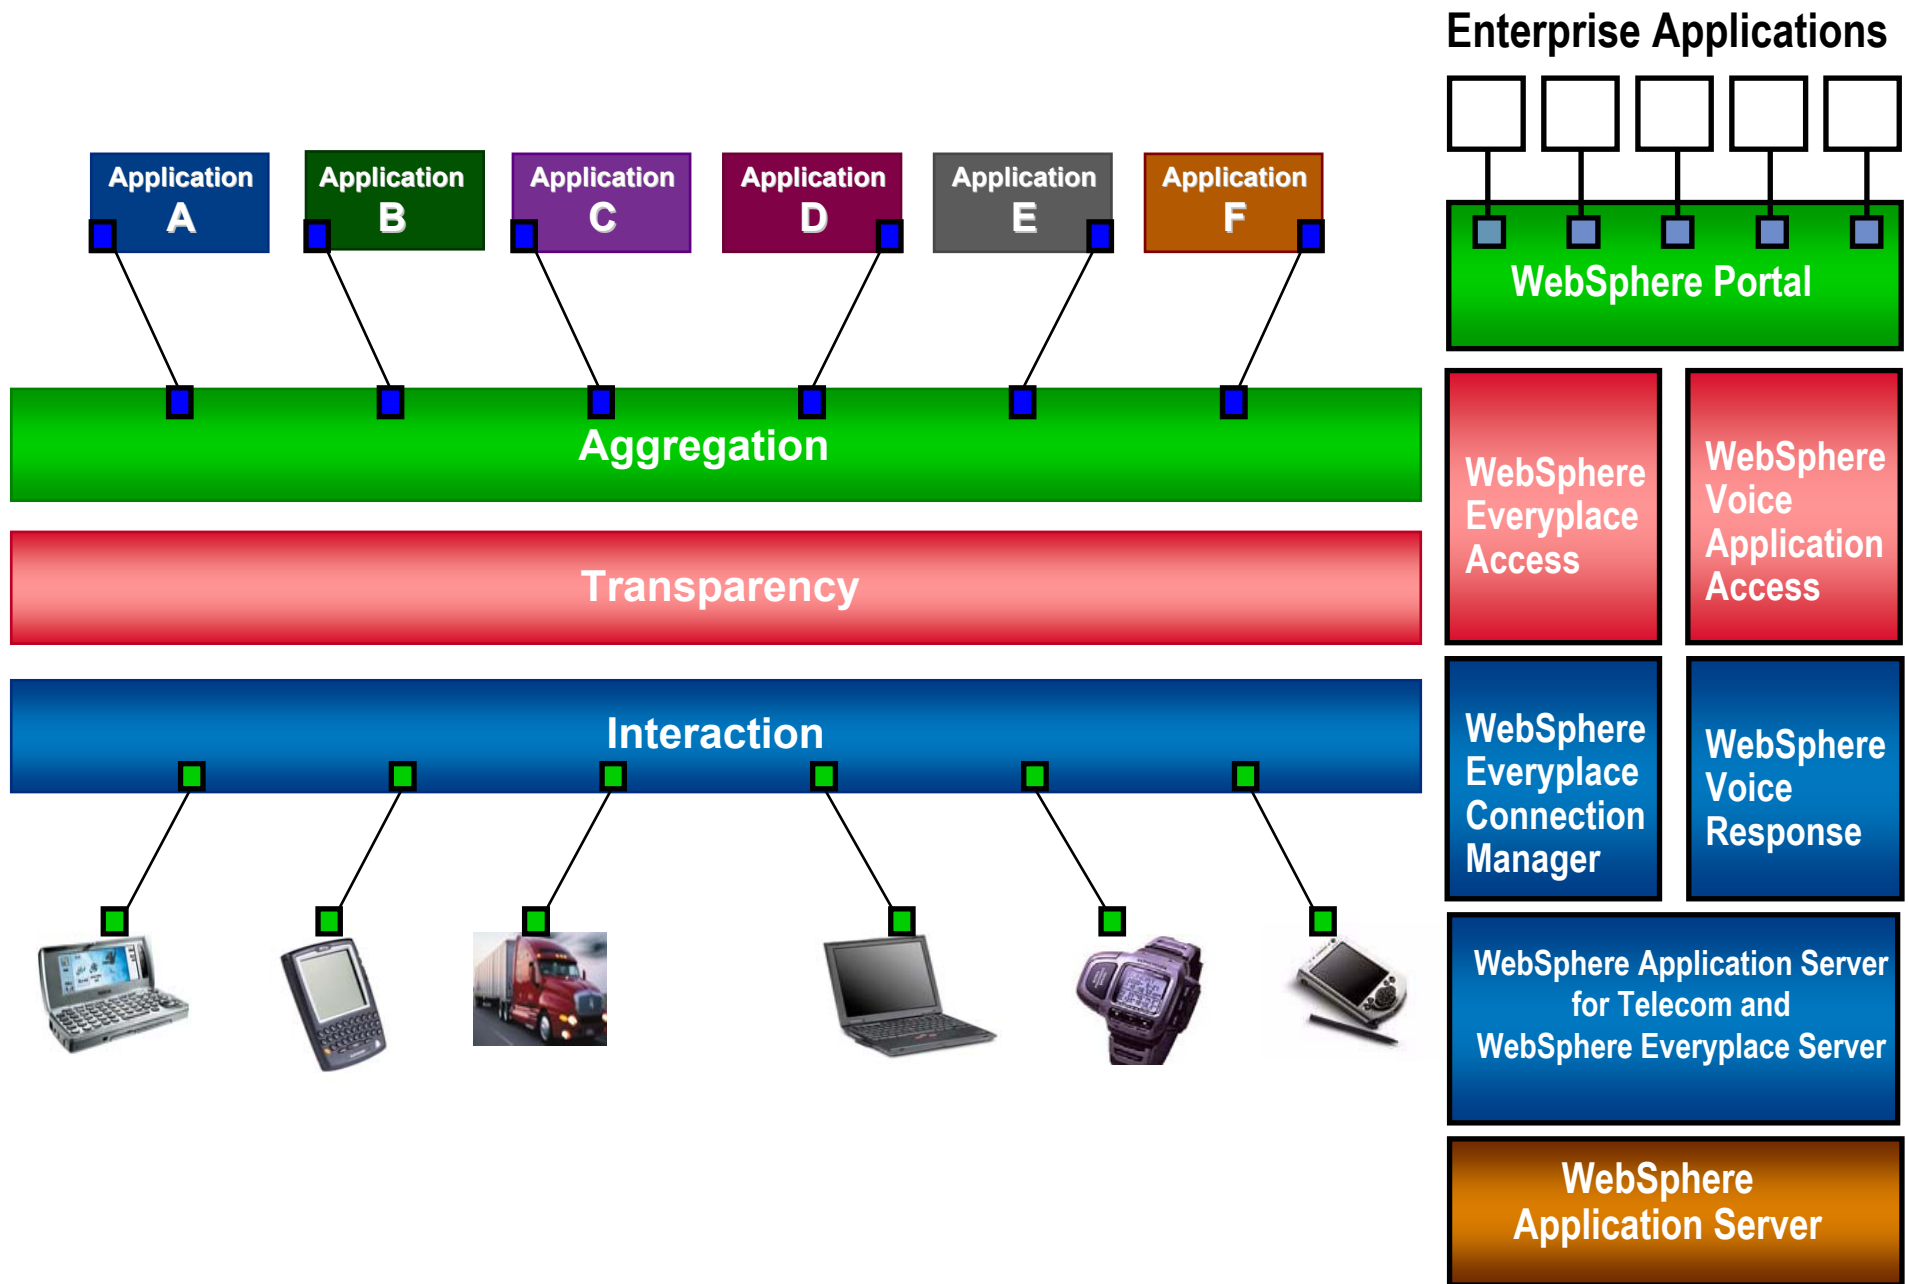 Enterprise Applications
Application
A
Application
B
Application
C
Application
D
Application
E
Application
F
WebSphere Portal
Aggregation
Transparency
Interaction
WebSphere
Everyplace
Access
WebSphere
Voice
Application
Access
WebSphere
Everyplace
Connection
Manager
WebSphere
Voice
Response
WebSphere Application Server
for Telecom and
WebSphere Everyplace Server
WebSphere
Application Server